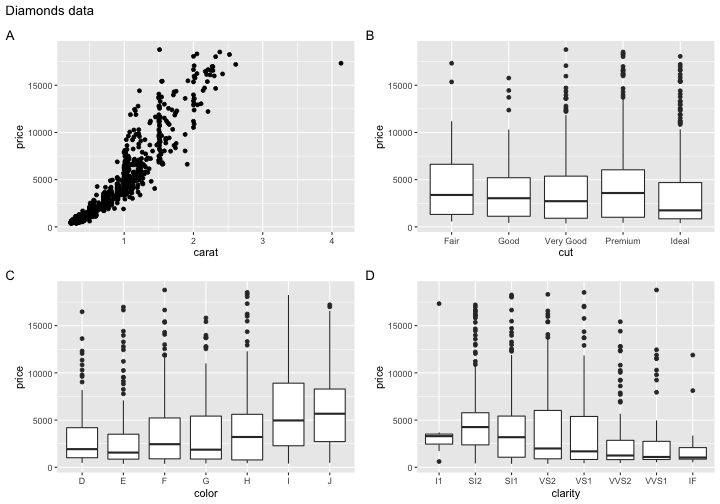 Diamonds data
A
15000
10000
5000
0
price
1 2 3 4
carat
B
15000
10000
5000
0
price
Fair Good Very Good Premium Ideal
cut
C
15000
10000
5000
0
price
D E F G H I J
color
D
15000
10000
5000
0
price
I1 SI2 SI1 VS2 VS1 VVS2 VVS1 IF
clarity